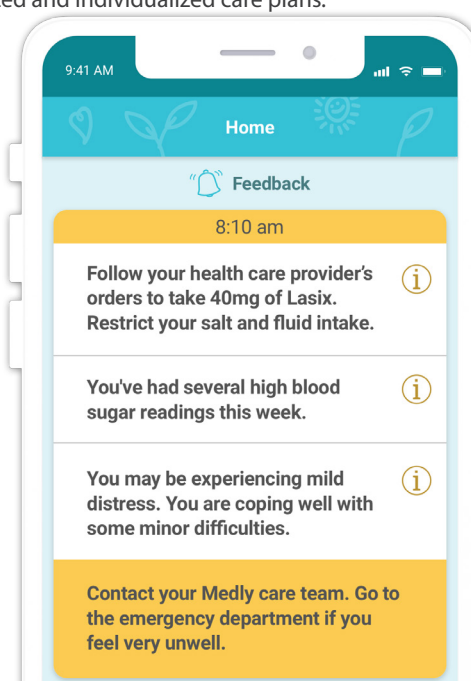 ted and individualized care plans.
9:41 AM
Home
Feedback
8:10 am
Follow your health care provider's
orders to take 40mg of Lasix.
Restrict your salt and fluid intake.
You've had several high blood
sugar readings this week.
You may be experiencing mild
distress. You are coping well with
some minor difficulties.
Contact your Medly care team. Go to
the emergency department if you
feel very unwell.